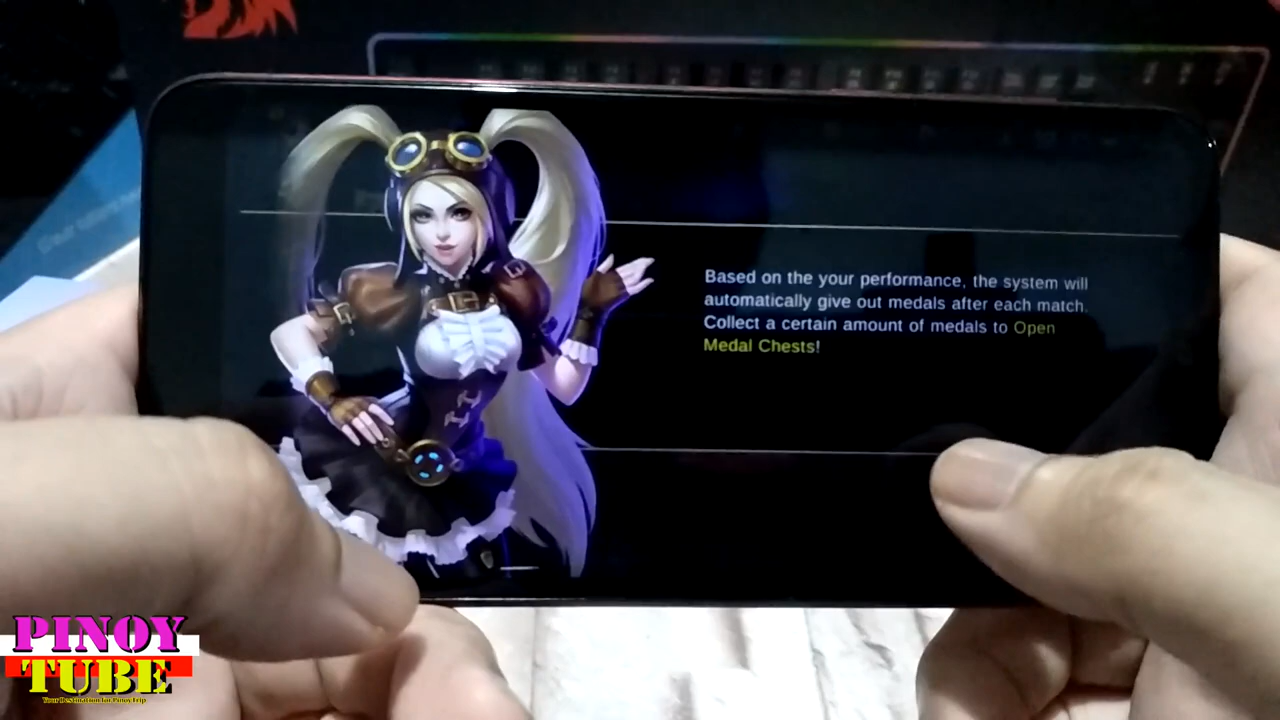 Based on the your performance, the system will
automatically give out medals after each match.
Collect a certain amount of medals to Open
Medal Chests!
PINOY
TUBE